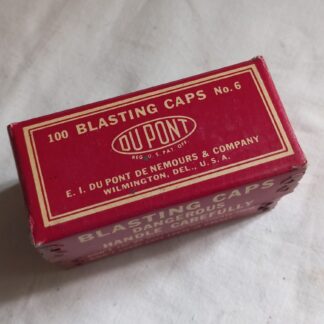 100 BLASTING CAPS No. 6
DU PONT
REG. U.S. PAT. OFF.
E. I. DU PONT DE NEMOURS & COMPANY
WILMINGTON, DEL., U. S. A.
BLASTING CAPS
DANGEROUS
HANDLE CAREFULLY